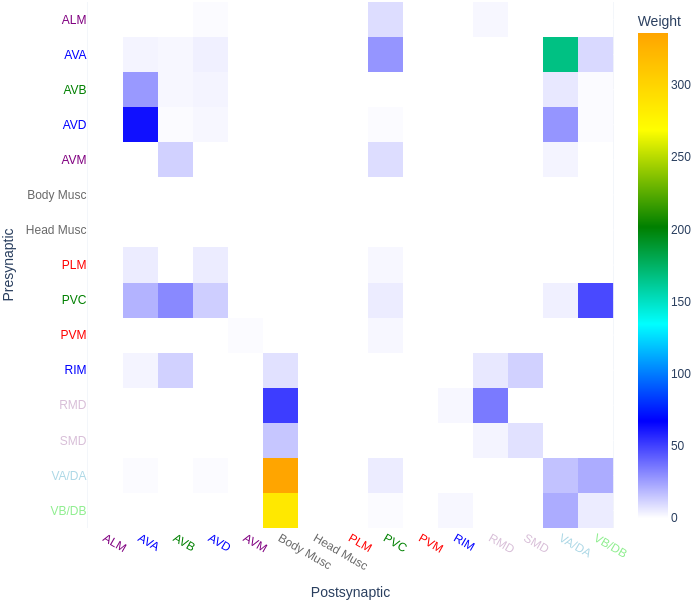 Weight
ALM
AVA
AVB
AVD
AVM
Body Musc
Head Musc
PLM
PVC
PVM
RIM
RMD
SMD
VA/DA
VB/DB
Presynaptic
300
250
200
150
100
50
0
ALM
AVA
AVB
AVD
AVM
Body Musc
Head Musc
PLM
PVC
PVM
RIM
RMD
SMD
VA/DA
VB/DB
Postsynaptic